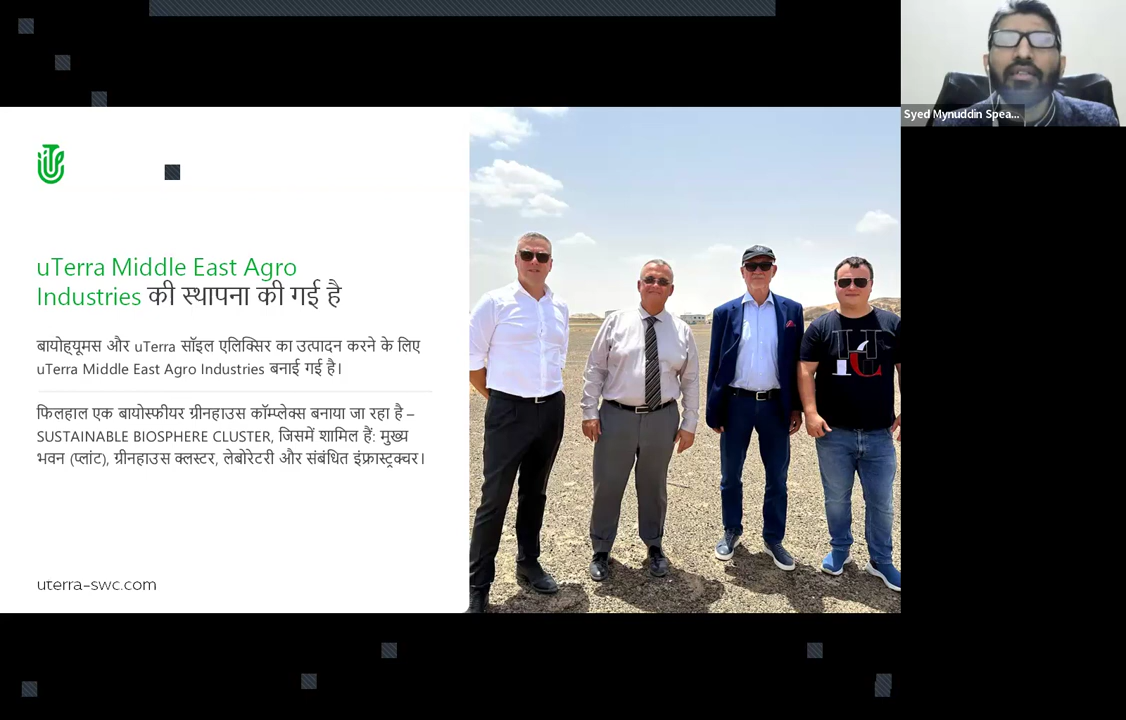 Syed Mynuddin Spea...
uTerra Middle East Agro
Industries की स्थापना की गई है
बायोह्यूमस और uTerra सॉइल एलिक्सिर का उत्पादन करने के लिए
uTerra Middle East Agro Industries बनाई गई है।
फिलहाल एक बायोस्फीयर ग्रीनहाउस कॉम्प्लेक्स बनाया जा रहा है –
SUSTAINABLE BIOSPHERE CLUSTER, जिसमें शामिल हैं: मुख्य
भवन (प्लांट), ग्रीनहाउस क्लस्टर, लेबोरेटरी और संबंधित इंफ्रास्ट्रक्चर।
uterra-swc.com